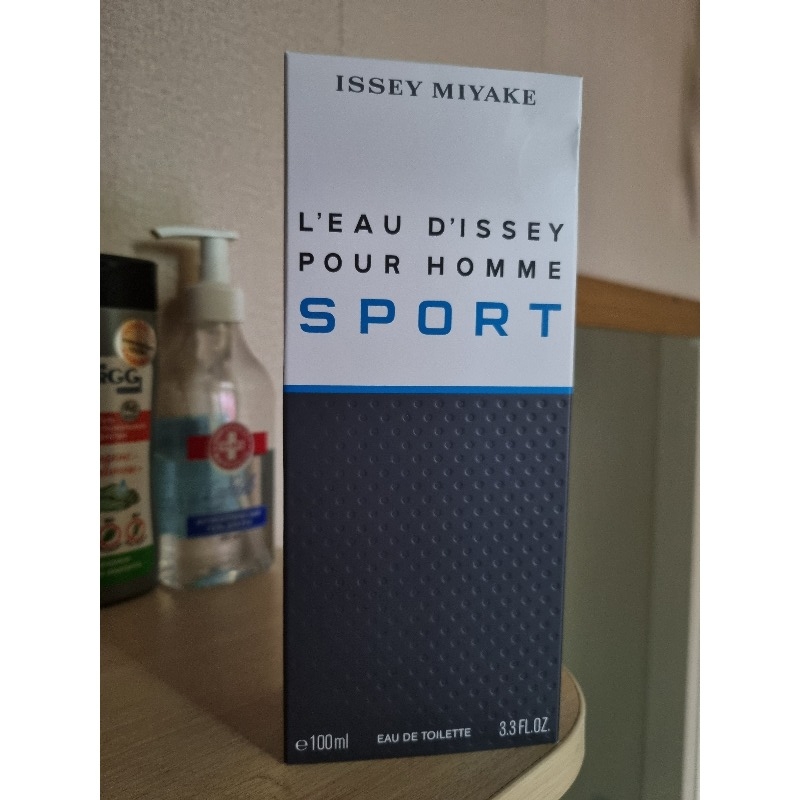 ISSEY MIYAKE
L'EAU D'ISSEY
POUR HOMME
SPORT
℮100ml EAU DE TOILETTE 3.3 FL.OZ.